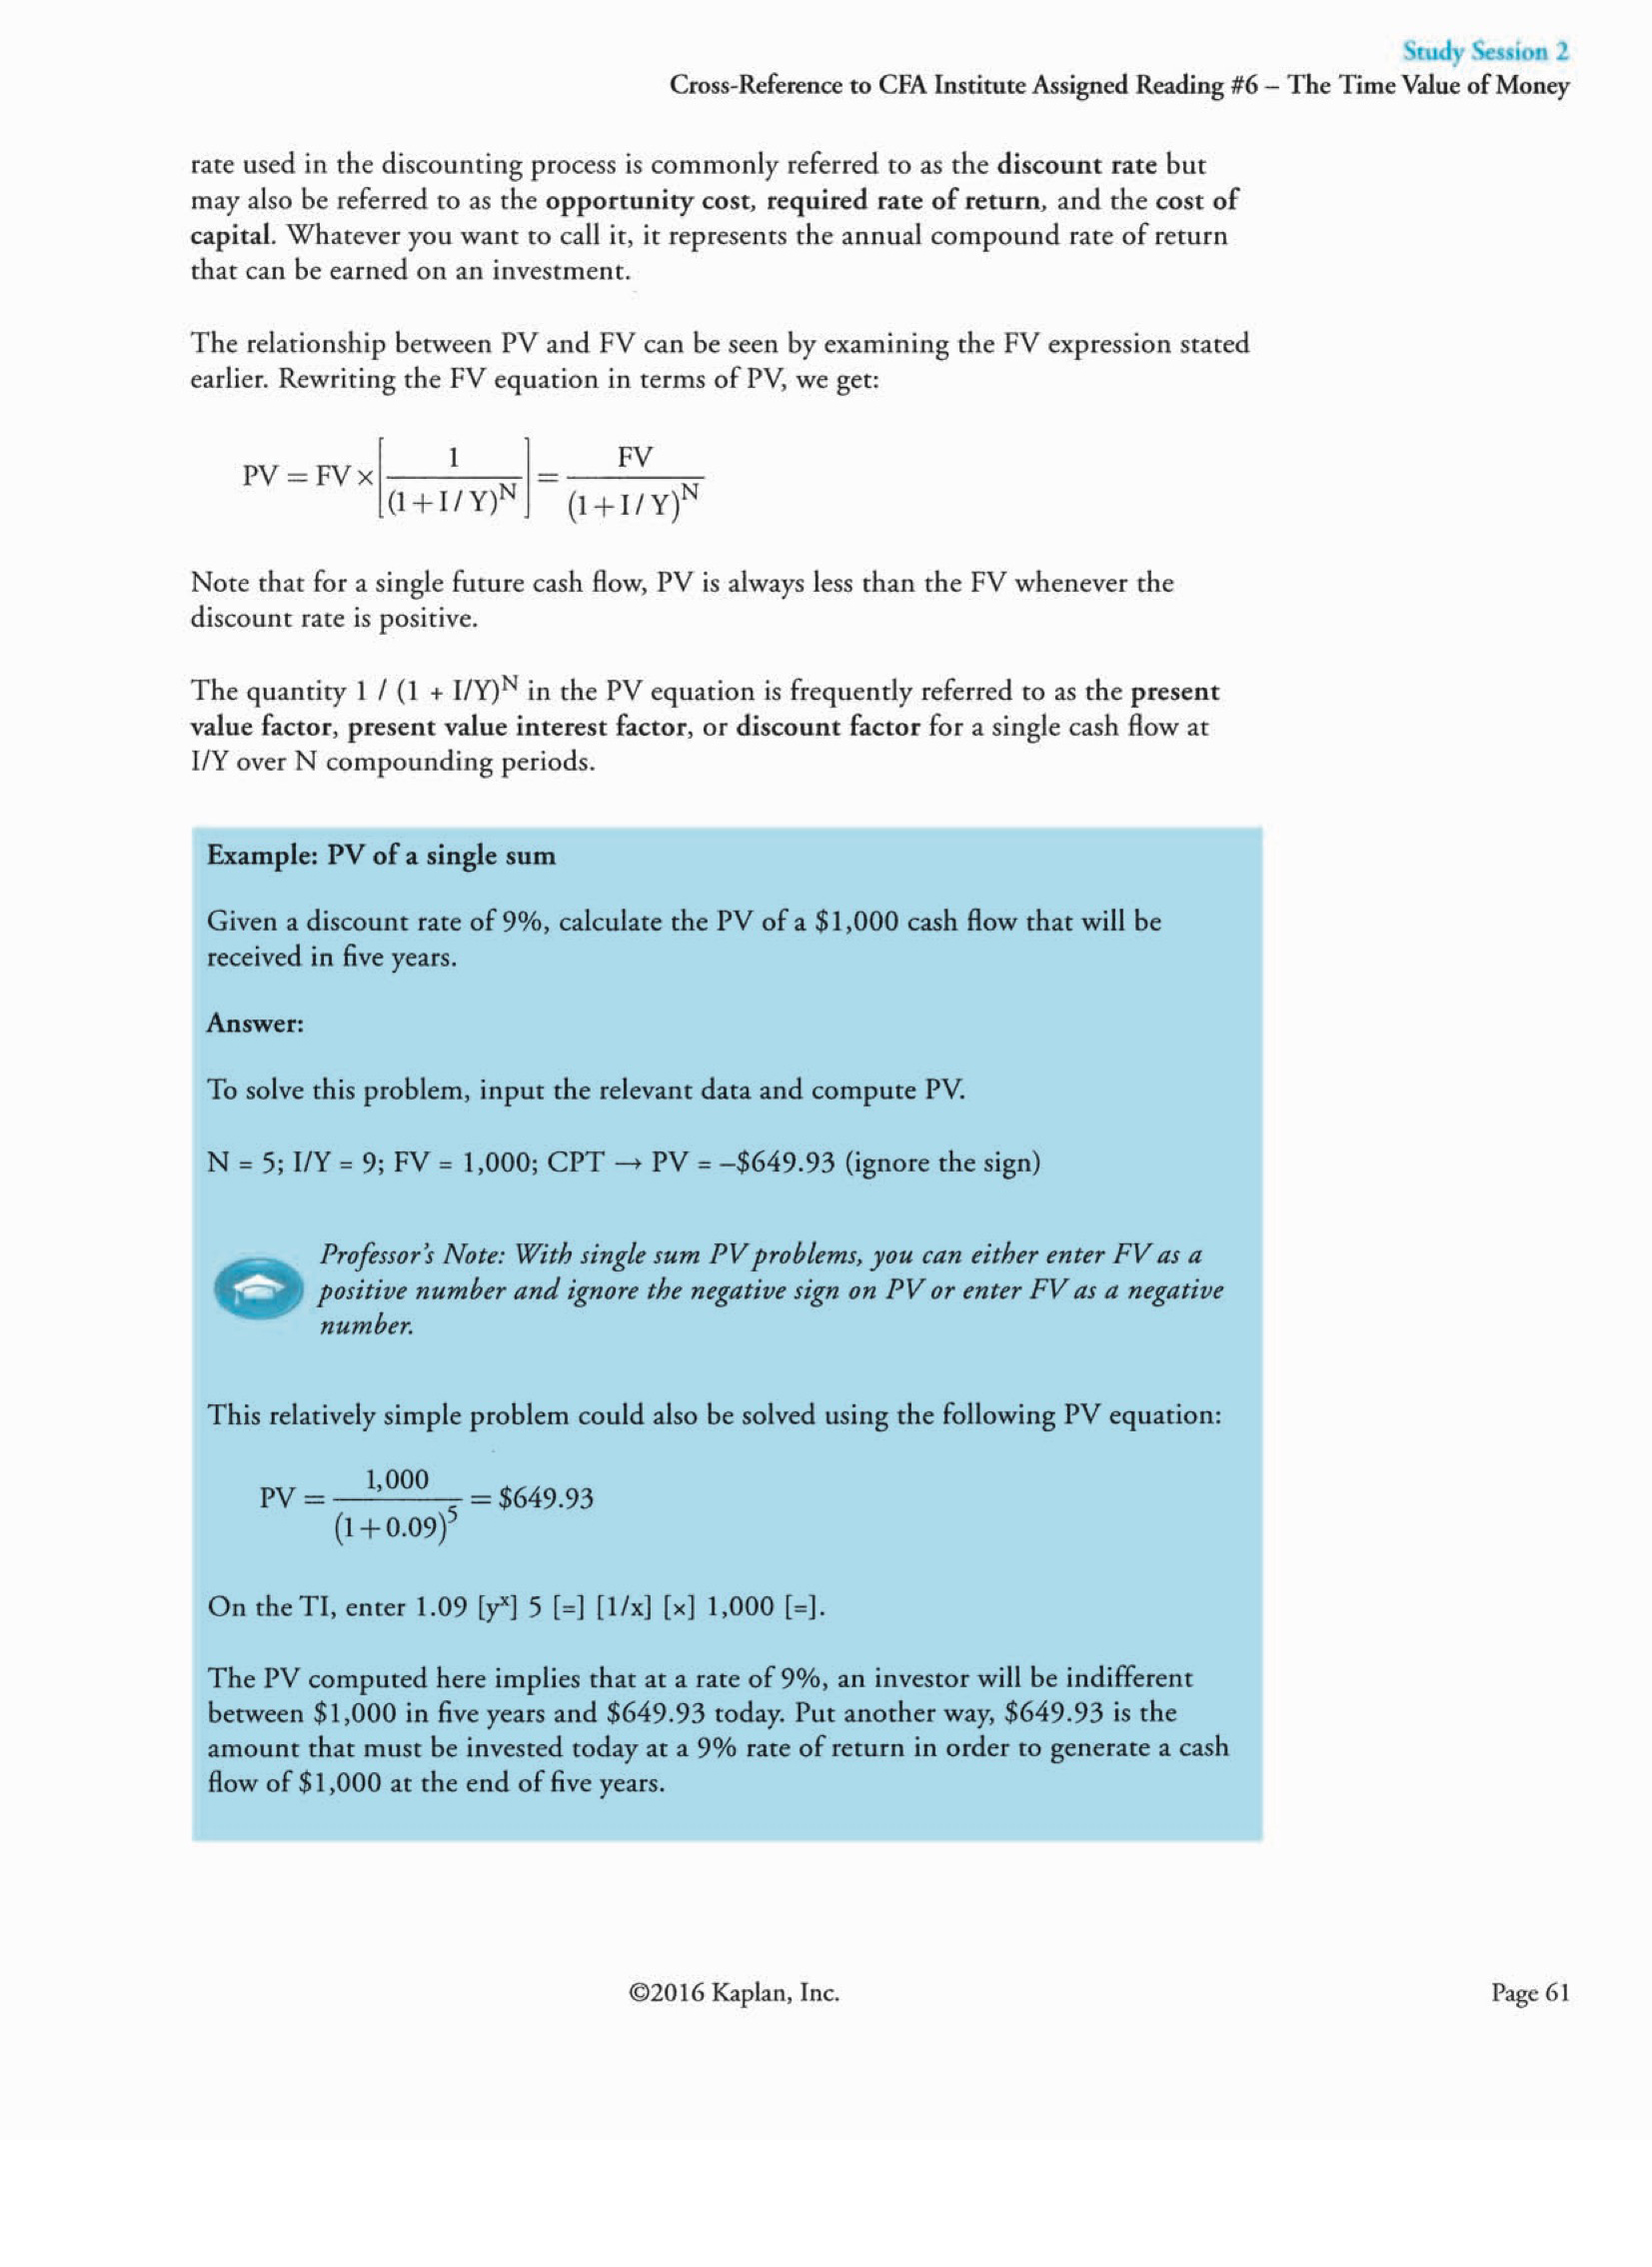 Study Session 2
Cross-Reference to CFA Institute Assigned Reading #6 – The Time Value of Money
rate used in the discounting process is commonly referred to as the discount rate but
may also be referred to as the opportunity cost, required rate of return, and the cost of
capital. Whatever you want to call it, it represents the annual compound rate of return
that can be earned on an investment.
The relationship between PV and FV can be seen by examining the FV expression stated
earlier. Rewriting the FV equation in terms of PV, we get:
PV = FV × [1 / (1+I/Y)^N] = FV / (1+I/Y)^N
Note that for a single future cash flow, PV is always less than the FV whenever the
discount rate is positive.
The quantity 1 / (1 + I/Y)^N in the PV equation is frequently referred to as the present
value factor, present value interest factor, or discount factor for a single cash flow at
I/Y over N compounding periods.
Example: PV of a single sum
Given a discount rate of 9%, calculate the PV of a $1,000 cash flow that will be
received in five years.
Answer:
To solve this problem, input the relevant data and compute PV.
N = 5; I/Y = 9; FV = 1,000; CPT → PV = –$649.93 (ignore the sign)
Professor's Note: With single sum PV problems, you can either enter FV as a
positive number and ignore the negative sign on PV or enter FV as a negative
number.
This relatively simple problem could also be solved using the following PV equation:
PV = 1,000 / (1+0.09)^5 = $649.93
On the TI, enter 1.09 [y^x] 5 [=] [1/x] [×] 1,000 [=].
The PV computed here implies that at a rate of 9%, an investor will be indifferent
between $1,000 in five years and $649.93 today. Put another way, $649.93 is the
amount that must be invested today at a 9% rate of return in order to generate a cash
flow of $1,000 at the end of five years.
©2016 Kaplan, Inc.
Page 61